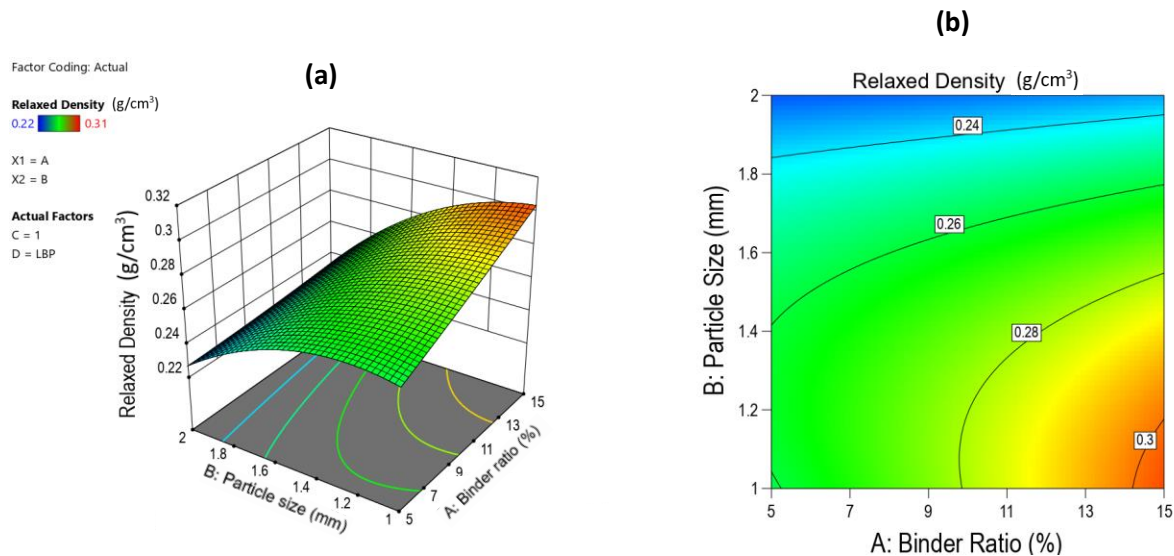 (b)
Factor Coding: Actual
(a)
Relaxed Density (g/cm³)
0.22 0.31
X1 = A
X2 = B
Actual Factors
C = 1
D = LBP
0.32
0.3
0.28
0.26
0.24
0.22
Relaxed Density (g/cm³)
2
1.8
1.6
1.4
1.2
1
B: Particle size (mm)
5
7
9
11
13
15
A: Binder ratio (%)
Relaxed Density (g/cm³)
2
1.8
1.6
1.4
1.2
1
B: Particle Size (mm)
0.24
0.26
0.28
0.3
5 7 9 11 13 15
A: Binder Ratio (%)